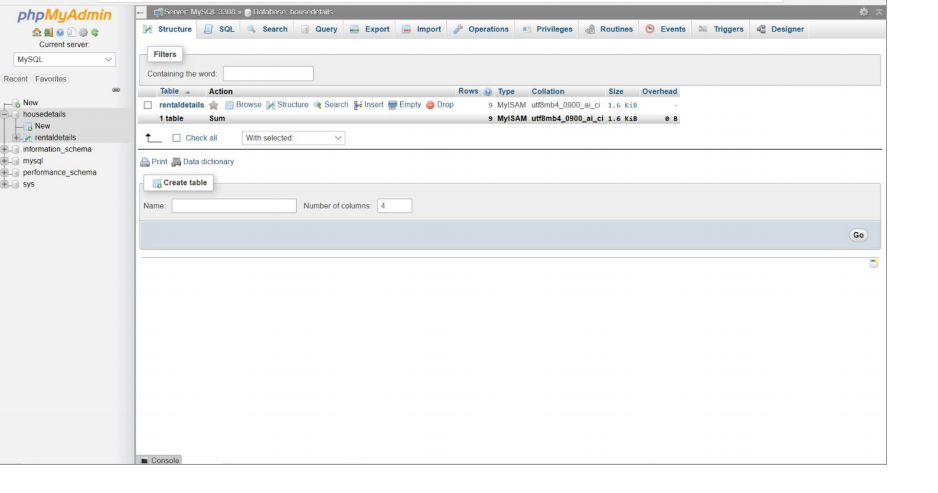 phpMyAdmin
Current server:
MySQL
Recent Favorites
New
housedetails
New
rentaldetails
information_schema
mysql
performance_schema
sys
Server: MySQL:3308 » Database: housedetails
Structure SQL Search Query Export Import Operations Privileges Routines Events Triggers Designer
Filters
Containing the word:
Table Action Rows Type Collation Size Overhead
rentaldetails Browse Structure Search Insert Empty Drop 9 MyISAM utf8mb4_0900_ai_ci 1.6 KiB -
1 table Sum 9 MyISAM utf8mb4_0900_ai_ci 1.6 KiB 0 B
Check all With selected:
Print Data dictionary
Create table
Name: Number of columns: 4
Go
Console